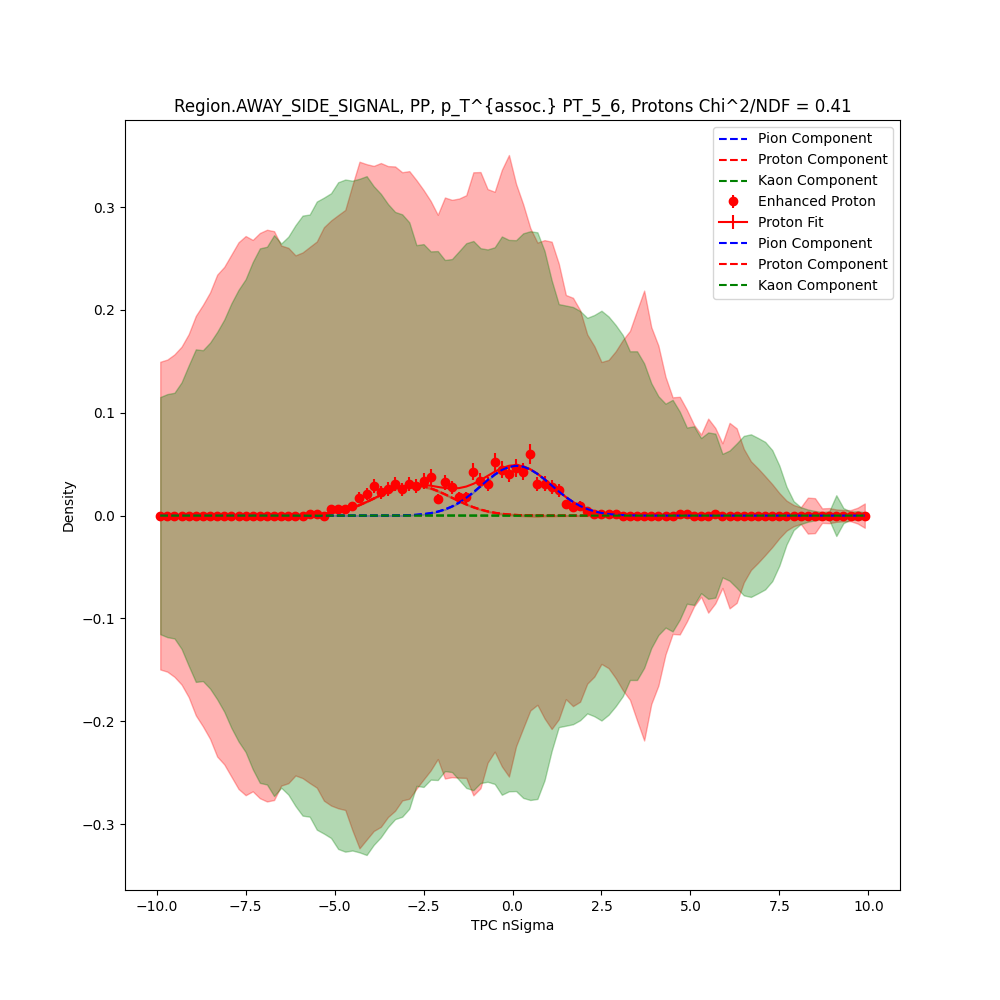 Region.AWAY_SIDE_SIGNAL, PP, p_T^{assoc.} PT_5_6, Protons Chi^2/NDF = 0.41
Pion Component
Proton Component
Kaon Component
Enhanced Proton
Proton Fit
Pion Component
Proton Component
Kaon Component
0.3
0.2
0.1
0.0
−0.1
−0.2
−0.3
Density
−10.0 −7.5 −5.0 −2.5 0.0 2.5 5.0 7.5 10.0
TPC nSigma